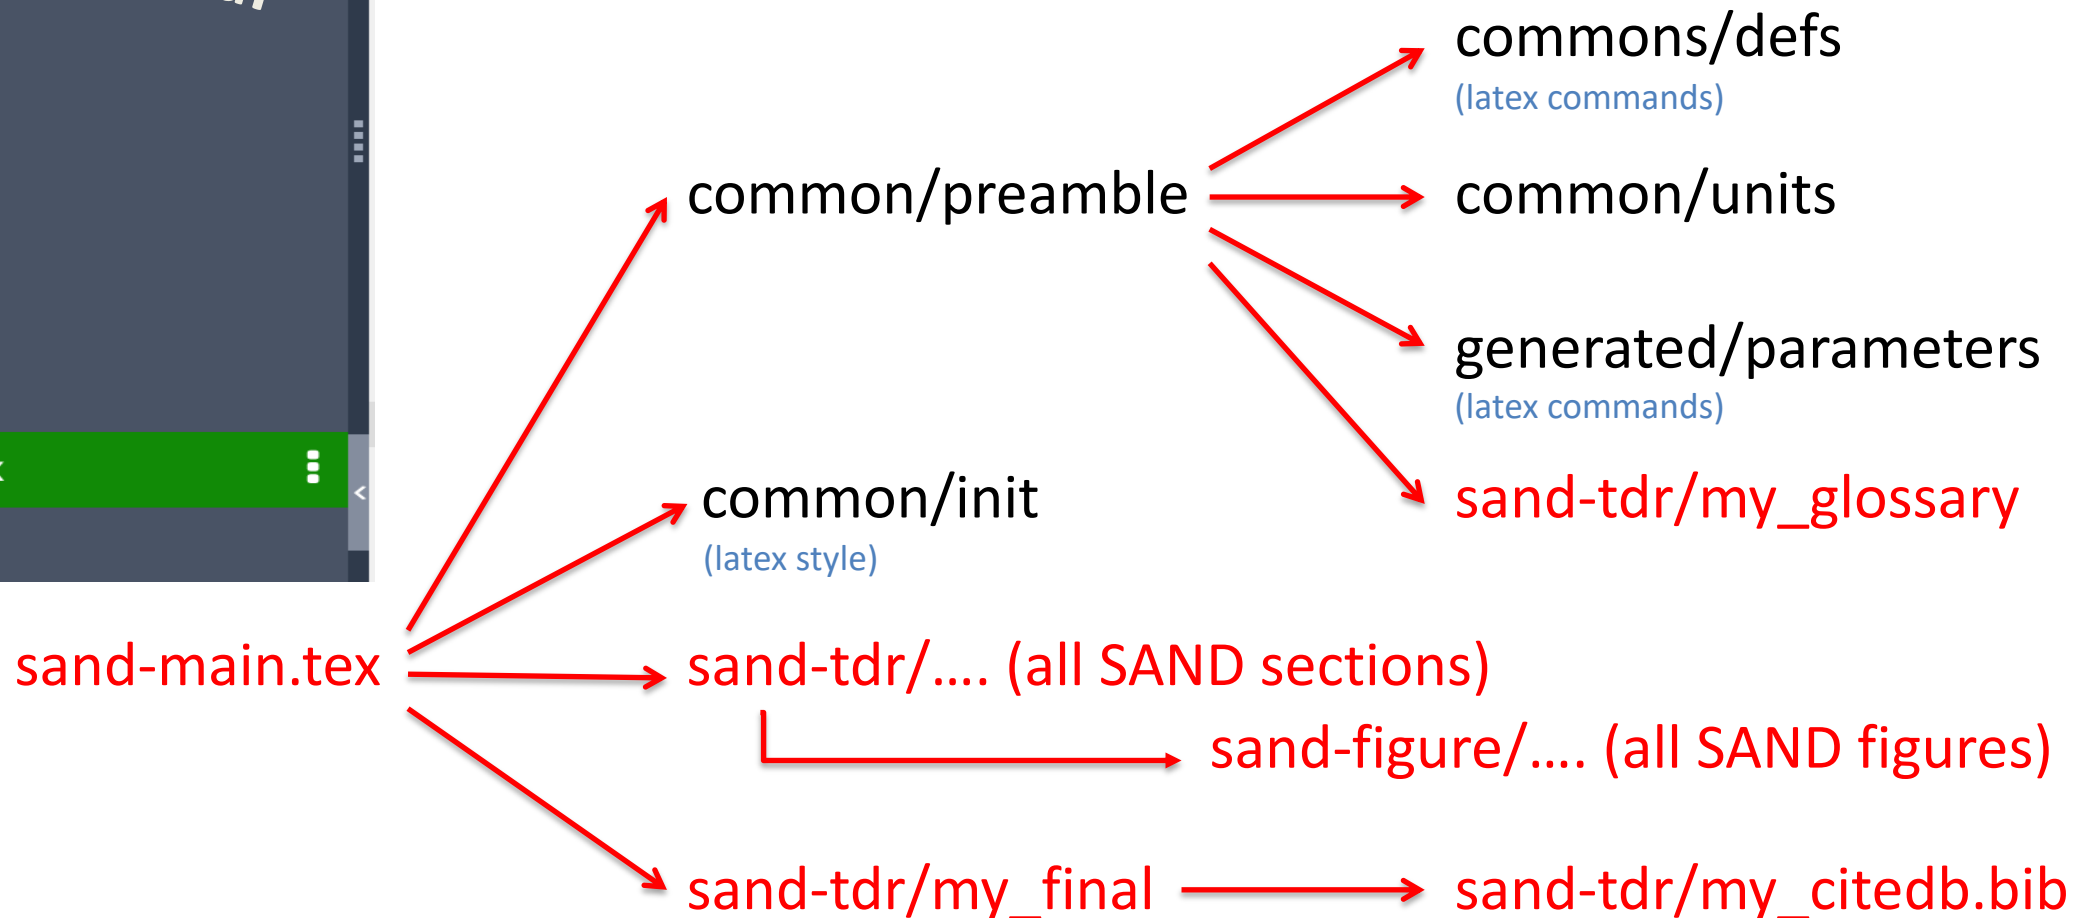 commons/defs
(latex commands)
common/preamble
common/units
generated/parameters
(latex commands)
common/init
(latex style)
sand-tdr/my_glossary
sand-main.tex
sand-tdr/.... (all SAND sections)
sand-figure/.... (all SAND figures)
sand-tdr/my_final
sand-tdr/my_citedb.bib